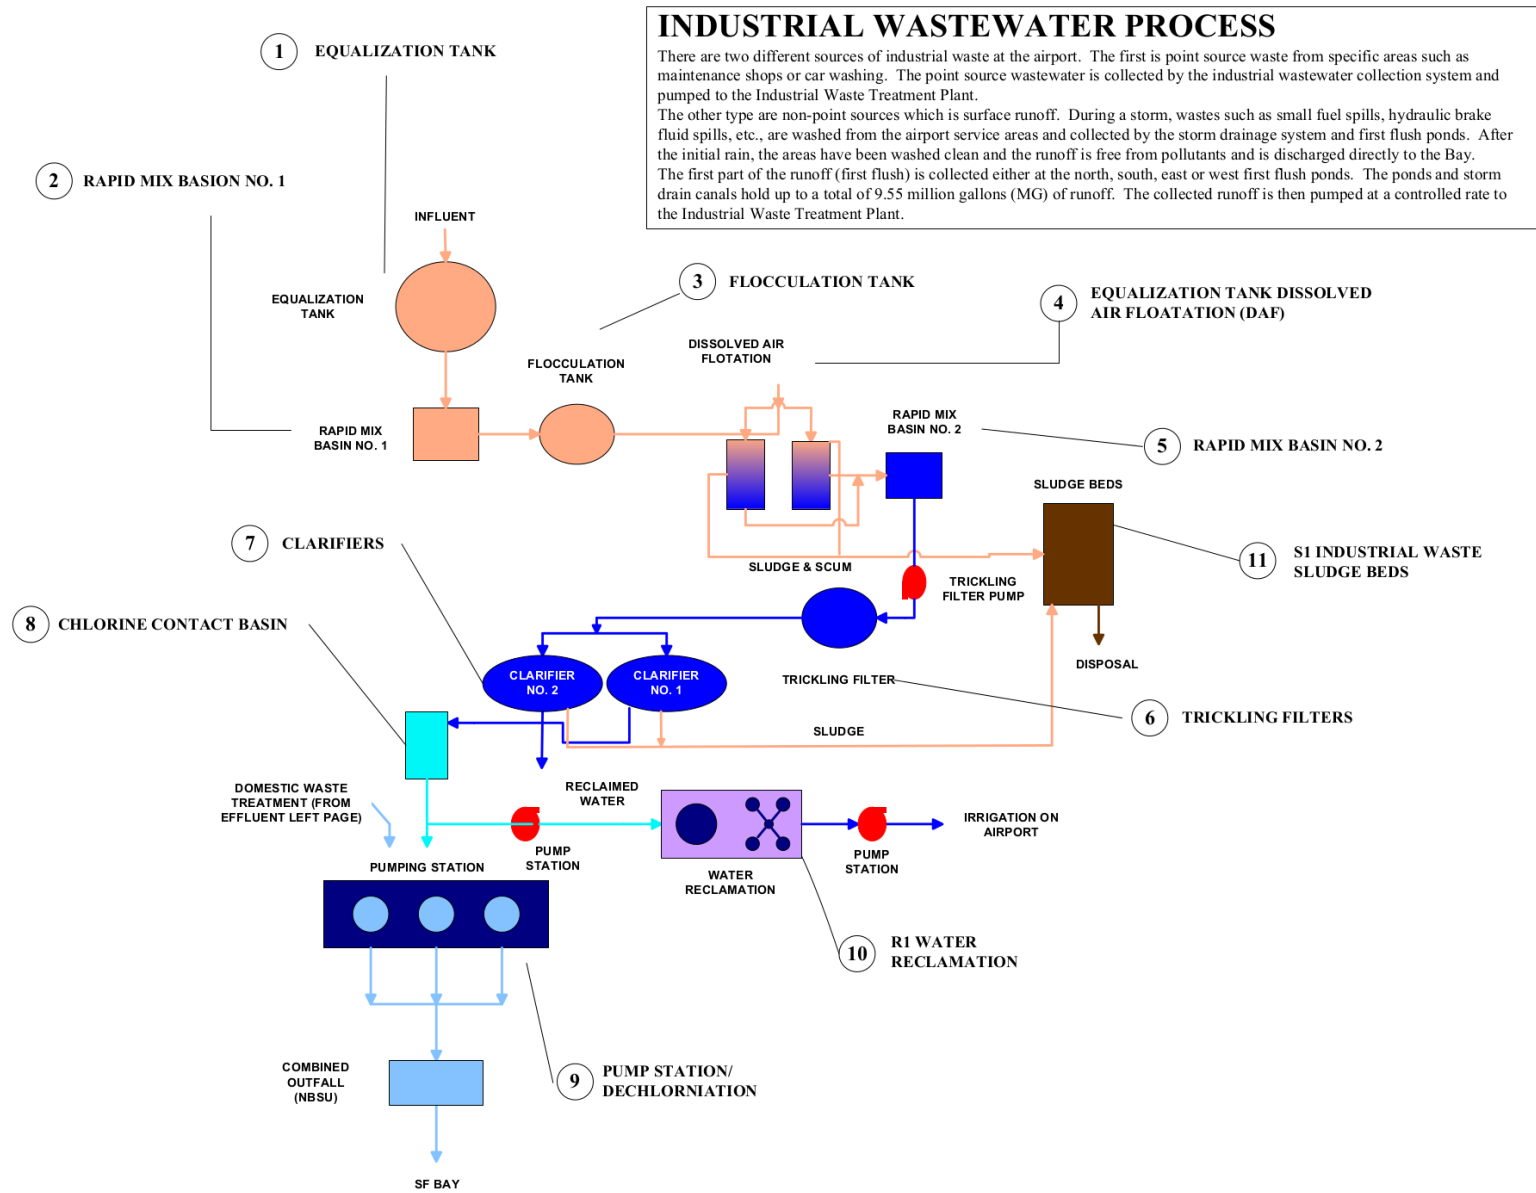 INDUSTRIAL WASTEWATER PROCESS
There are two different sources of industrial waste at the airport. The first is point source waste from specific areas such as
maintenance shops or car washing. The point source wastewater is collected by the industrial wastewater collection system and
pumped to the Industrial Waste Treatment Plant.
The other type are non-point sources which is surface runoff. During a storm, wastes such as small fuel spills, hydraulic brake
fluid spills, etc., are washed from the airport service areas and collected by the storm drainage system and first flush ponds. After
the initial rain, the areas have been washed clean and the runoff is free from pollutants and is discharged directly to the Bay.
The first part of the runoff (first flush) is collected either at the north, south, east or west first flush ponds. The ponds and storm
drain canals hold up to a total of 9.55 million gallons (MG) of runoff. The collected runoff is then pumped at a controlled rate to
the Industrial Waste Treatment Plant.
1 EQUALIZATION TANK
2 RAPID MIX BASION NO. 1
INFLUENT
EQUALIZATION
TANK
3 FLOCCULATION TANK
4 EQUALIZATION TANK DISSOLVED
AIR FLOATATION (DAF)
DISSOLVED AIR
FLOTATION
FLOCCULATION
TANK
RAPID MIX
BASIN NO. 1
RAPID MIX
BASIN NO. 2
5 RAPID MIX BASIN NO. 2
SLUDGE BEDS
7 CLARIFIERS
11 S1 INDUSTRIAL WASTE
SLUDGE BEDS
SLUDGE & SCUM
TRICKLING
FILTER PUMP
8 CHLORINE CONTACT BASIN
DISPOSAL
CLARIFIER
NO. 2
CLARIFIER
NO. 1
TRICKLING FILTER
6 TRICKLING FILTERS
SLUDGE
DOMESTIC WASTE
TREATMENT (FROM
EFFLUENT LEFT PAGE)
RECLAIMED
WATER
IRRIGATION ON
AIRPORT
PUMP
STATION
PUMP
STATION
PUMPING STATION
WATER
RECLAMATION
10 R1 WATER
RECLAMATION
COMBINED
OUTFALL
(NBSU)
9 PUMP STATION/
DECHLORNIATION
SF BAY